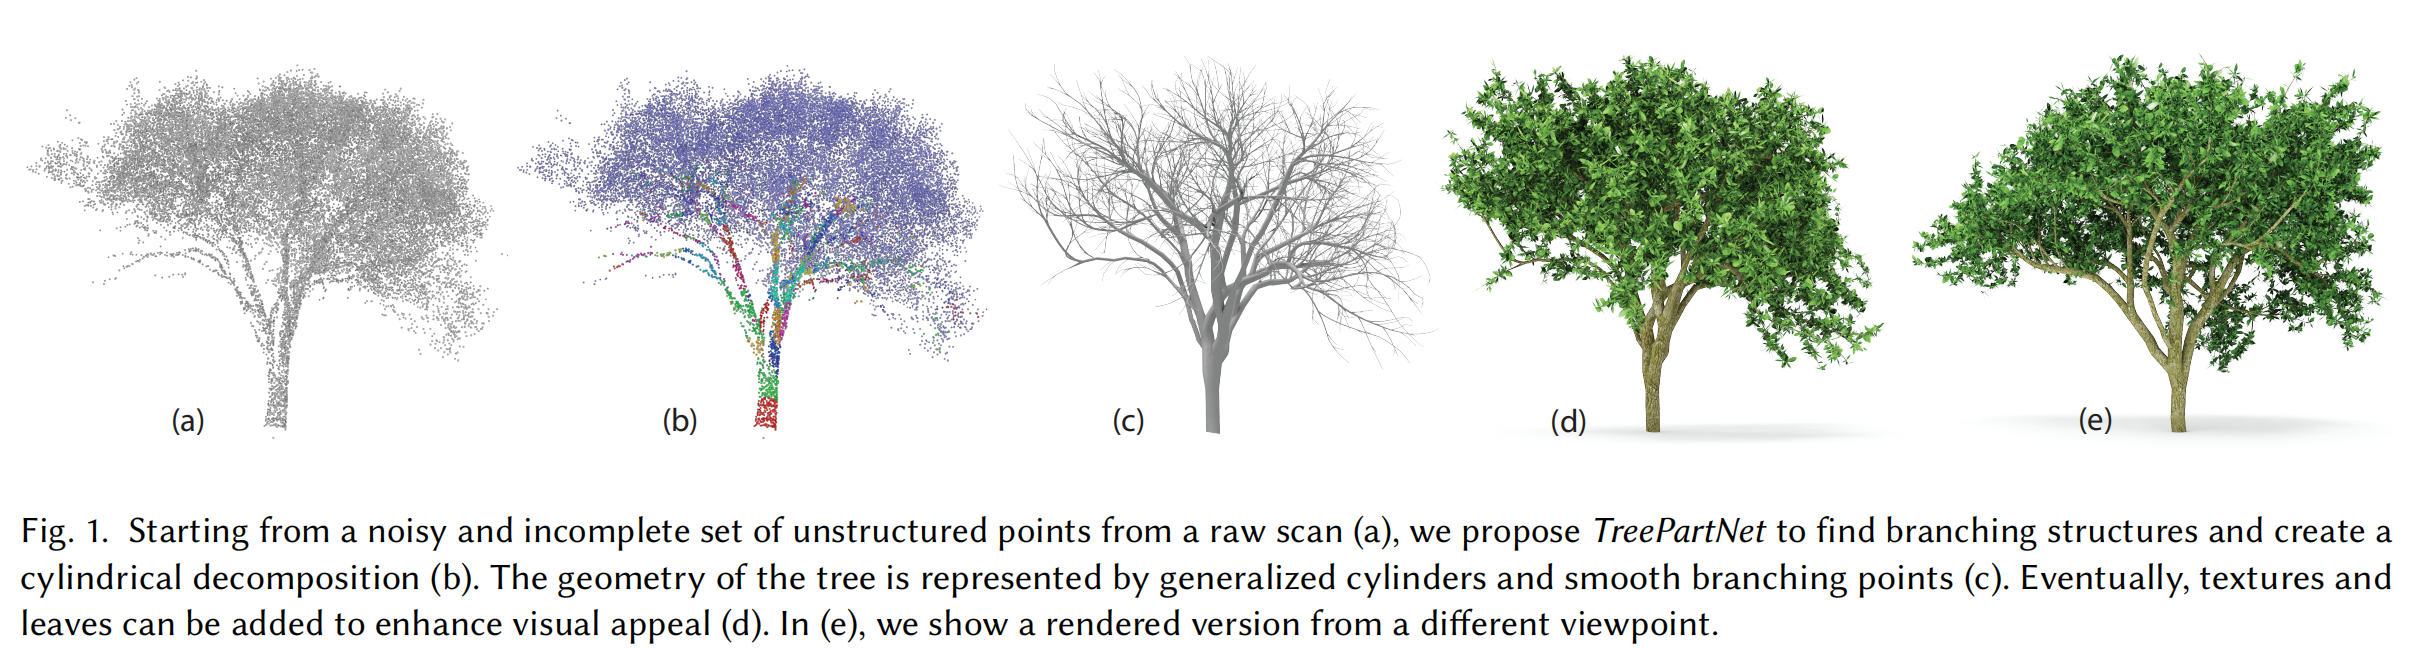 (a) (b) (c) (d) (e)
Fig. 1. Starting from a noisy and incomplete set of unstructured points from a raw scan (a), we propose TreePartNet to find branching structures and create a
cylindrical decomposition (b). The geometry of the tree is represented by generalized cylinders and smooth branching points (c). Eventually, textures and
leaves can be added to enhance visual appeal (d). In (e), we show a rendered version from a different viewpoint.